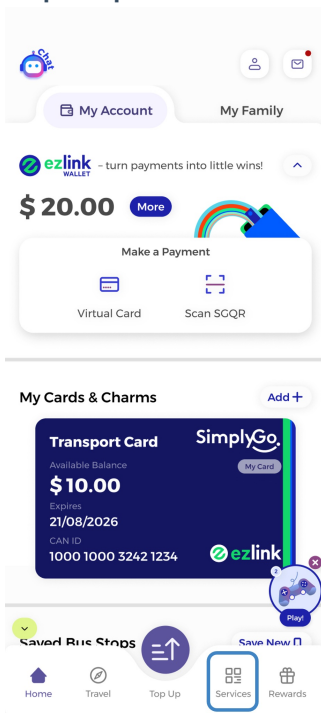 Chat
My Account
My Family
ezlink
WALLET
- turn payments into little wins!
$ 20.00
More
Make a Payment
Virtual Card
Scan SGQR
My Cards & Charms
Add +
Transport Card
SimplyGo.
Available Balance
My Card
$ 10.00
Expires
21/08/2026
CAN ID
1000 1000 3242 1234
ezlink
2
Play!
Saved Bus Stops
Save New
Home
Travel
Top Up
Services
Rewards